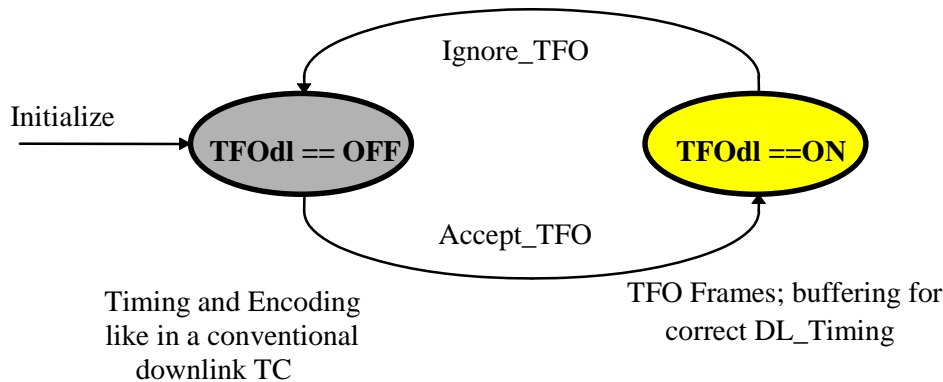 Ignore_TFO
Initialize
TFOdl == OFF
TFOdl ==ON
Accept_TFO
Timing and Encoding
like in a conventional
downlink TC
TFO Frames; buffering for
correct DL_Timing